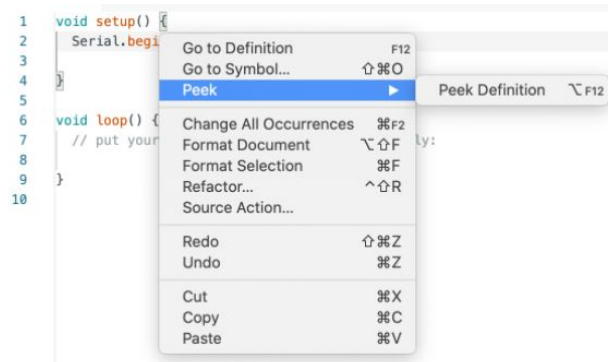 1 void setup() {
2 Serial.begi
3
4 }
5
6 void loop() {
7 // put your ly:
8
9 }
10
Go to Definition F12
Go to Symbol... ⇧⌘O
Peek ▶
Peek Definition ⌥F12
Change All Occurrences ⌘F2
Format Document ⌥⇧F
Format Selection ⌘F
Refactor... ^⇧R
Source Action...
Redo ⇧⌘Z
Undo ⌘Z
Cut ⌘X
Copy ⌘C
Paste ⌘V